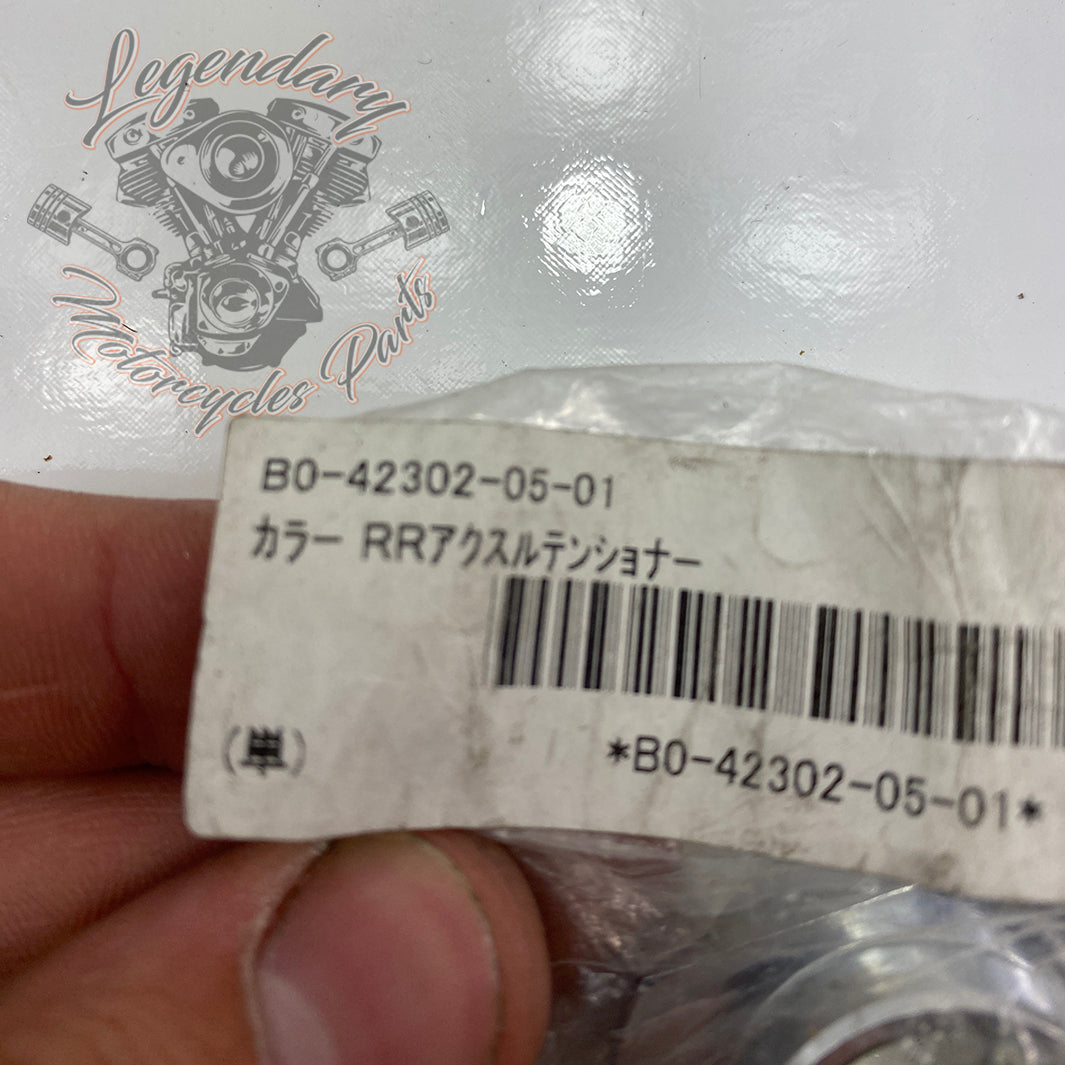 Legendary
Motorcycles Parts
B0-42302-05-01
カラー RRアクスルテンショナー
(単)
*B0-42302-05-01*